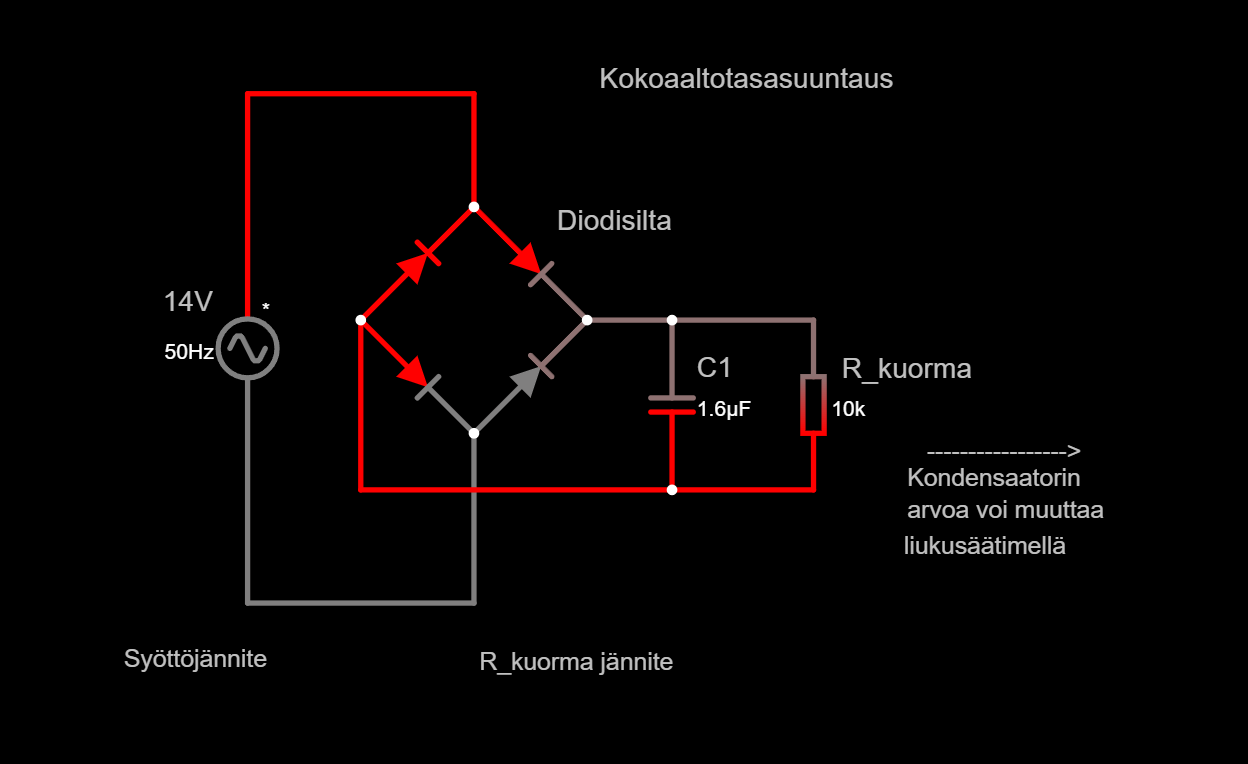 Kokoaaltotasasuuntaus
Diodisilta
14V
*
50Hz
C1
1.6µF
R_kuorma
10k
----------------->
Kondensaatorin
arvoa voi muuttaa
liukusäätimellä
Syöttöjännite
R_kuorma jännite